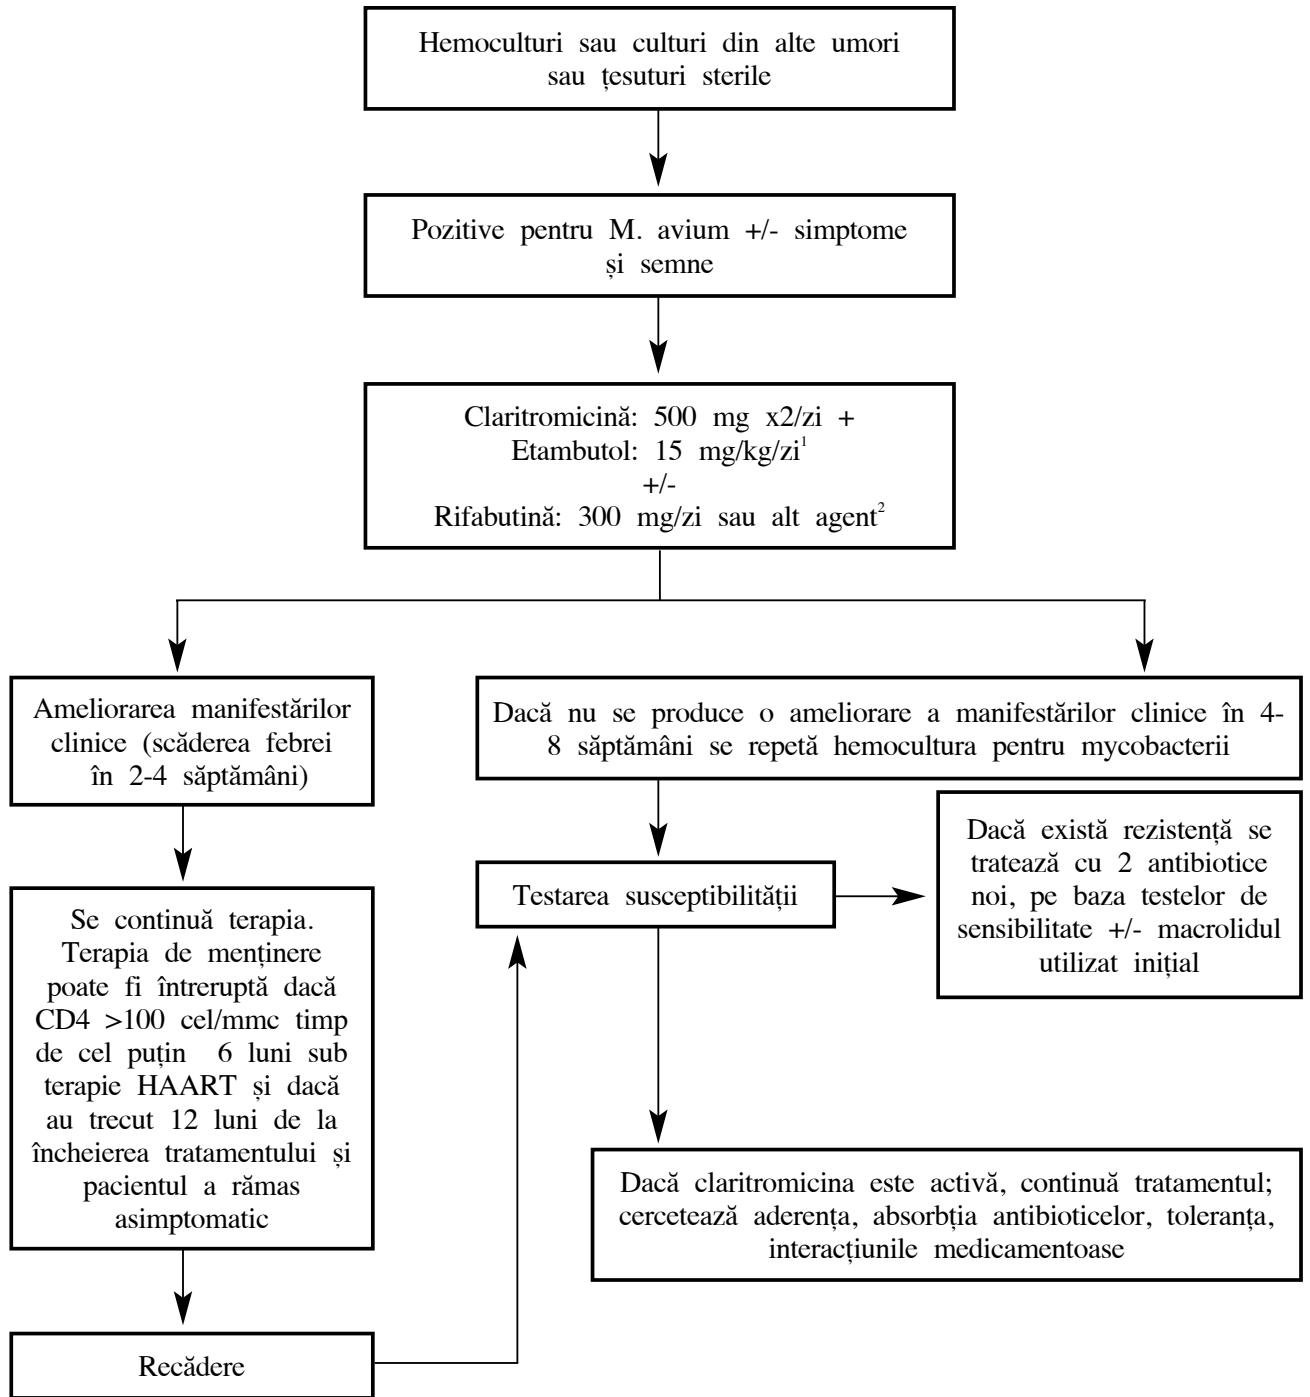 Hemoculturi sau culturi din alte umori
sau țesuturi sterile
Pozitive pentru M. avium +/- simptome
și semne
Claritromicină: 500 mg x2/zi +
Etambutol: 15 mg/kg/zi¹
+/-
Rifabutină: 300 mg/zi sau alt agent²
Ameliorarea manifestărilor
clinice (scăderea febrei
în 2-4 săptămâni)
Se continuă terapia.
Terapia de menținere
poate fi întreruptă dacă
CD4 >100 cel/mmc timp
de cel puțin 6 luni sub
terapie HAART și dacă
au trecut 12 luni de la
încheierea tratamentului și
pacientul a rămas
asimptomatic
Recădere
Dacă nu se produce o ameliorare a manifestărilor clinice în 4-
8 săptămâni se repetă hemocultura pentru mycobacterii
Testarea susceptibilității
Dacă există rezistență se
tratează cu 2 antibiotice
noi, pe baza testelor de
sensibilitate +/- macrolidul
utilizat inițial
Dacă claritromicina este activă, continuă tratamentul;
cercetează aderența, absorbția antibioticelor, toleranța,
interacțiunile medicamentoase